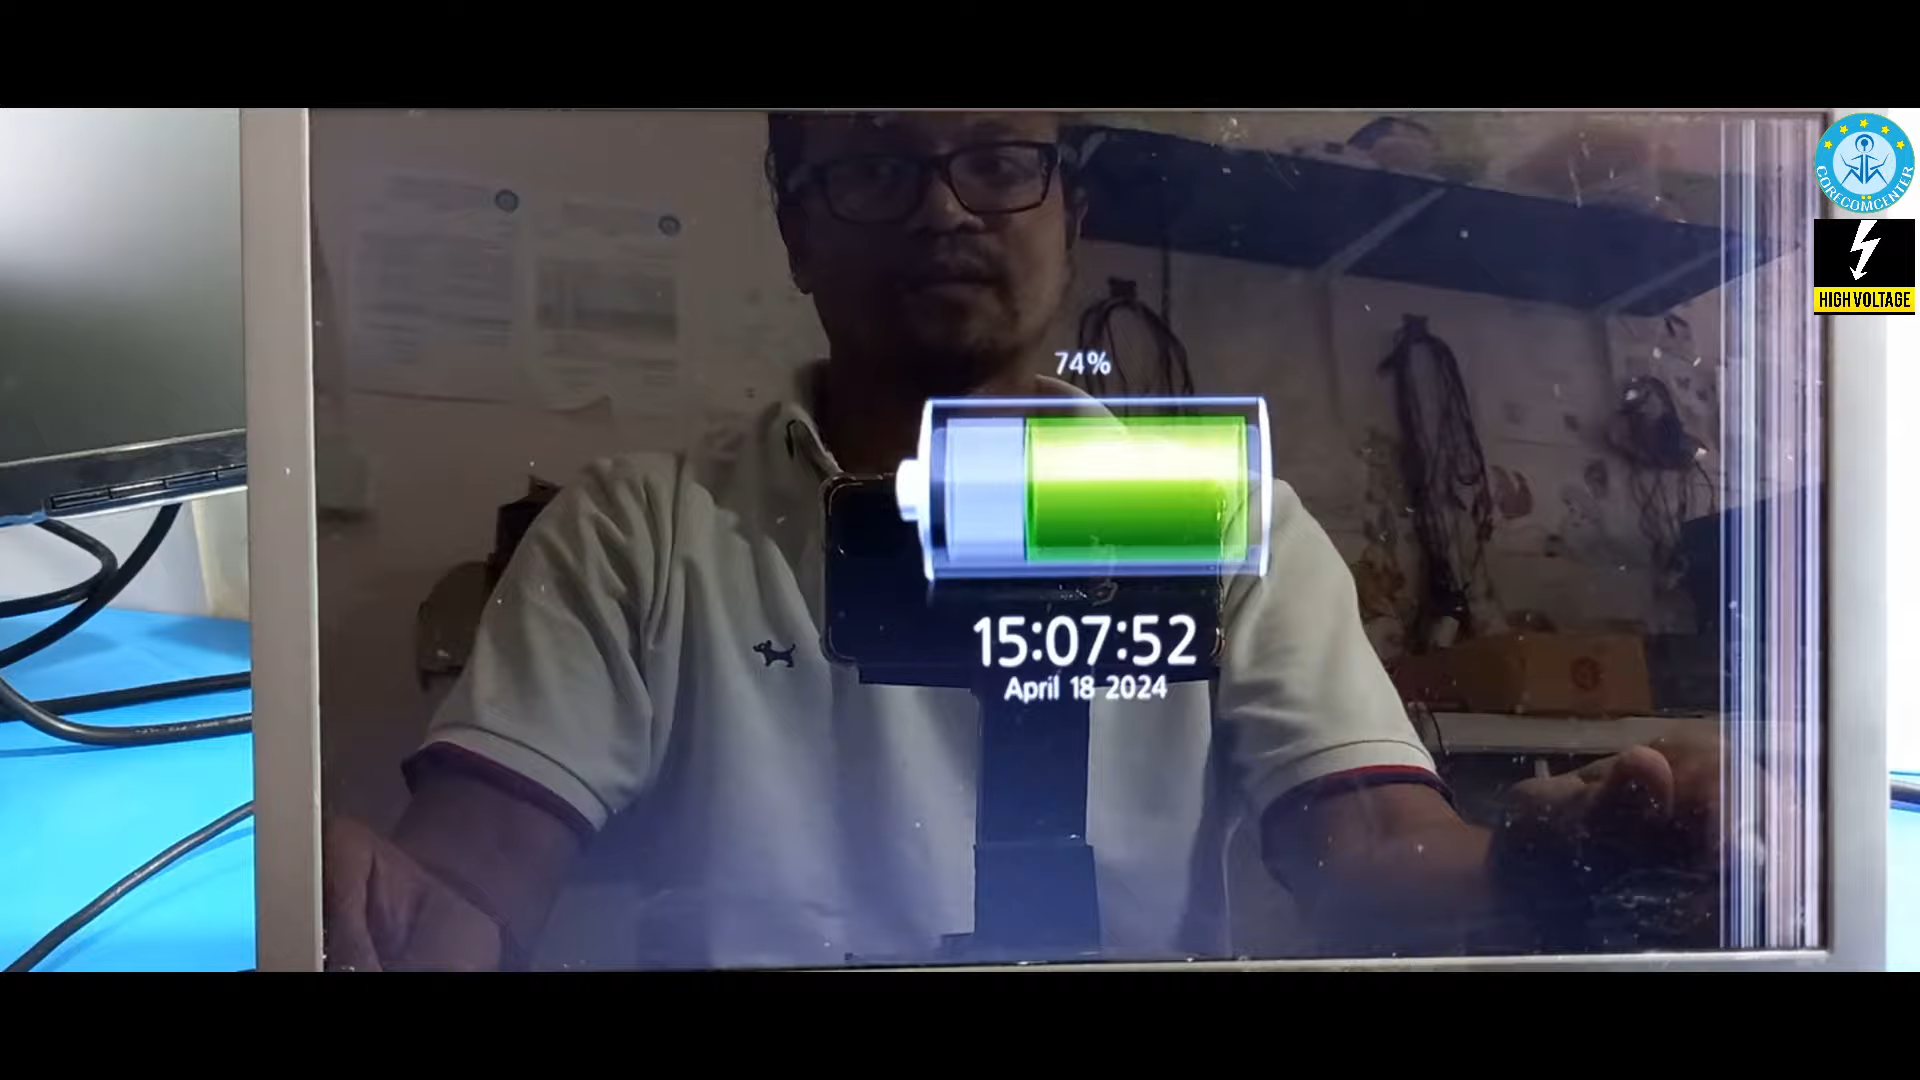 CORECOMCENTER
HIGH VOLTAGE
74%
15:07:52
April 18 2024